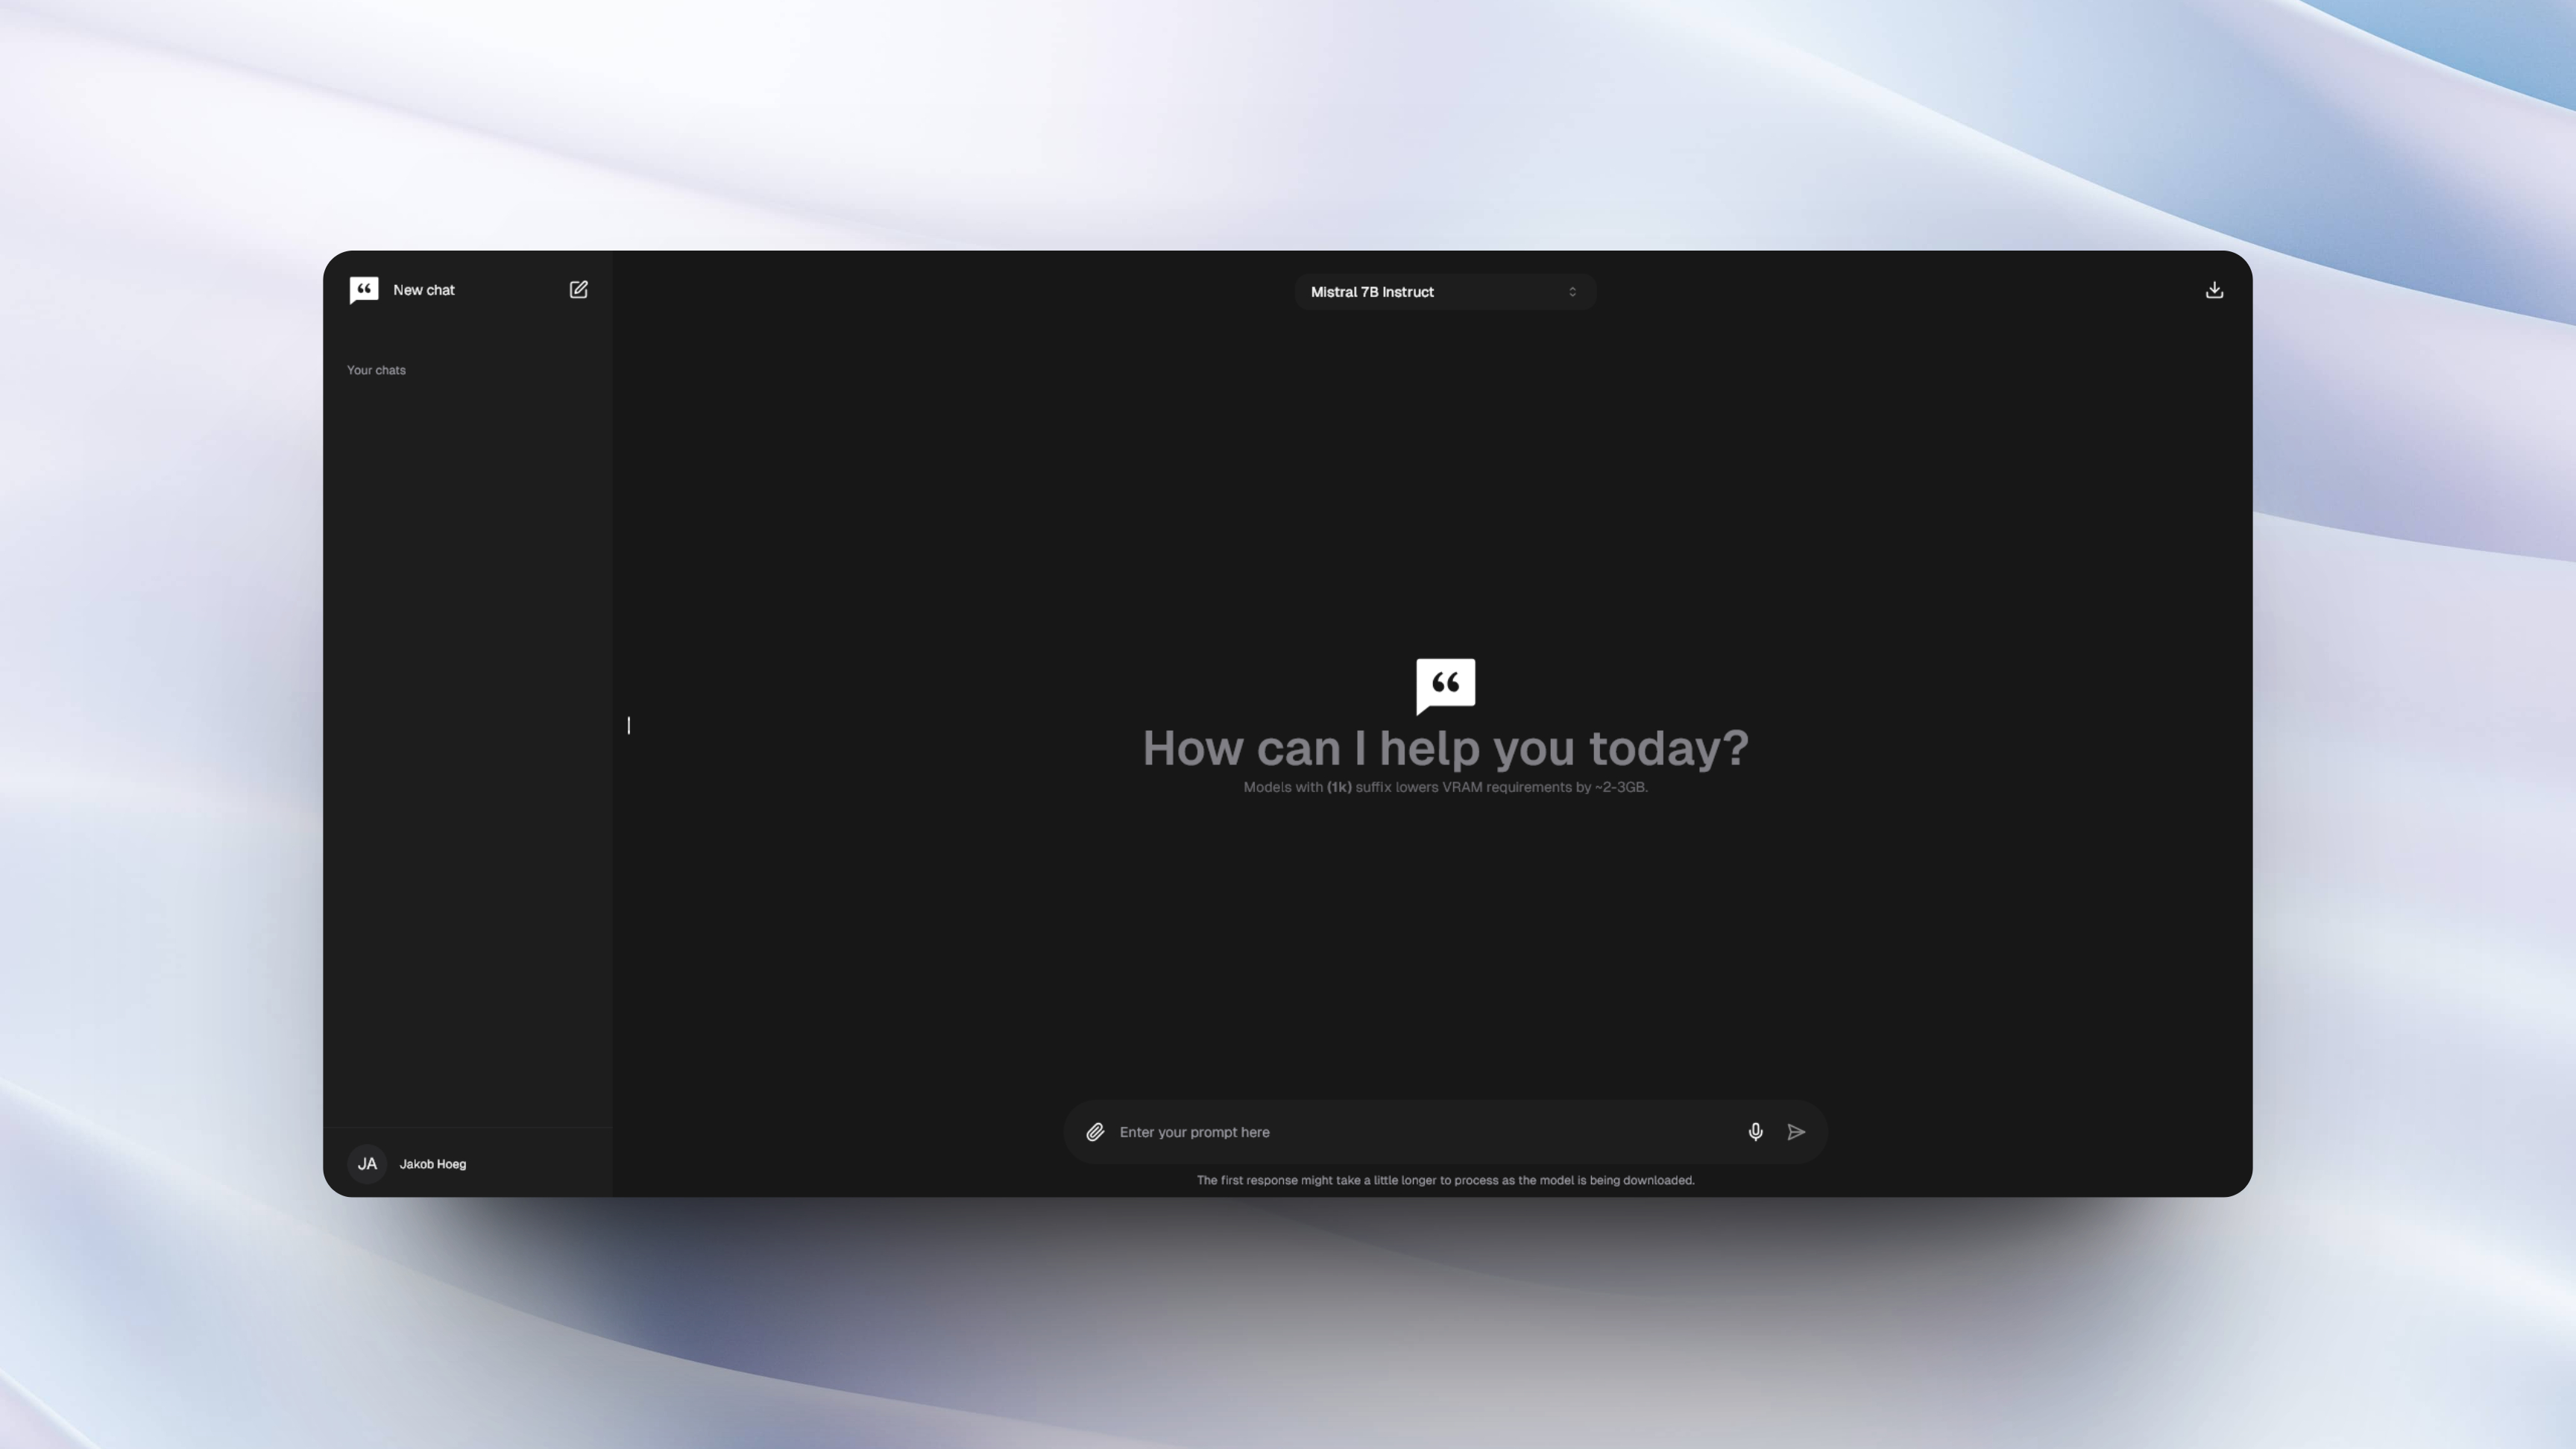 New chat
Mistral 7B Instruct
Your chats
How can I help you today?
Models with (1k) suffix lowers VRAM requirements by ~2-3GB.
Enter your prompt here
JA
Jakob Hoeg
The first response might take a little longer to process as the model is being downloaded.